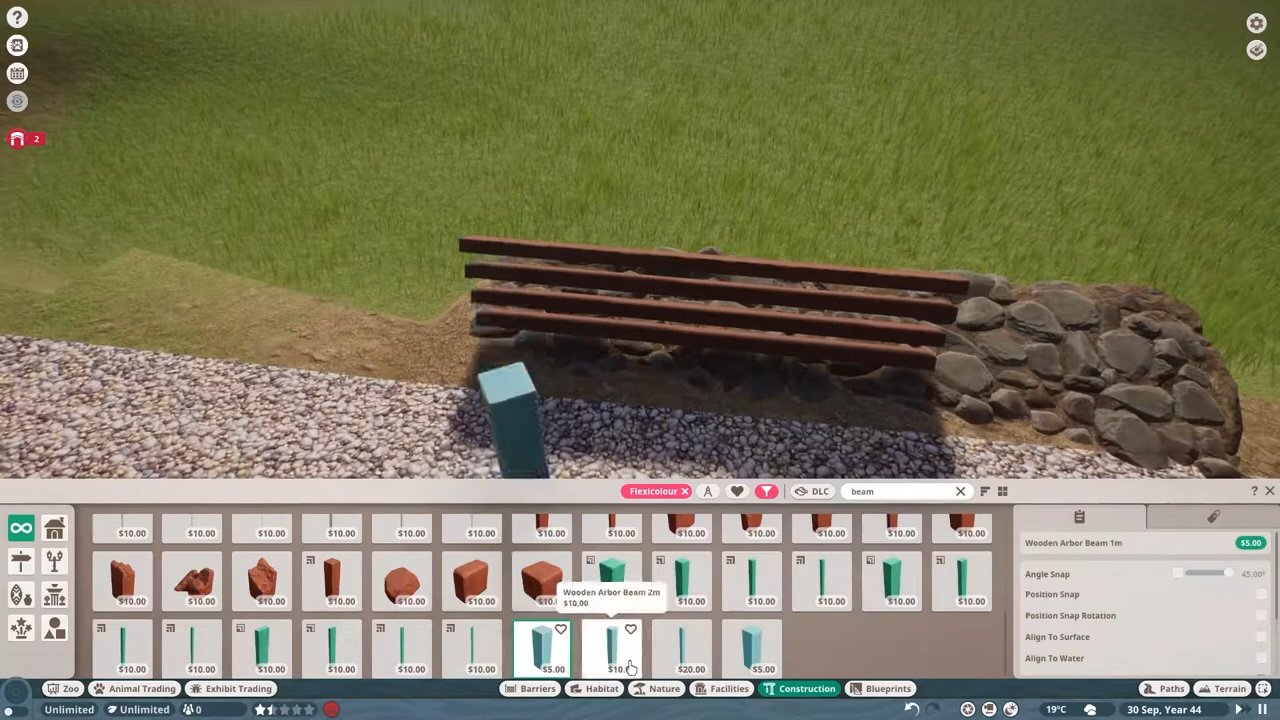 ?
2
Flexicolour ×
DLC
beam
?
$10.00 $10.00 $10.00 $10.00 $10.00 $10.00 $10.00 $10.00 $10.00 $10.00 $10.00 $10.00 $10.00
Wooden Arbor Beam 1m $5.00
Angle Snap 45.00°
Wooden Arbor Beam 2m
$10.00
Position Snap
$10.00 $10.00 $10.00 $10.00 $10.00 $10.00 $10.00 $10.00 $10.00 $10.00 $10.00 $10.00
Position Snap Rotation
Align To Surface
Align To Water
$10.00 $10.00 $10.00 $10.00 $10.00 $10.00 $5.00 $20.00 $5.00
Zoo Animal Trading Exhibit Trading Barriers Habitat Nature Facilities Construction Blueprints Paths Terrain
Unlimited Unlimited 0 19°C 30 Sep, Year 44